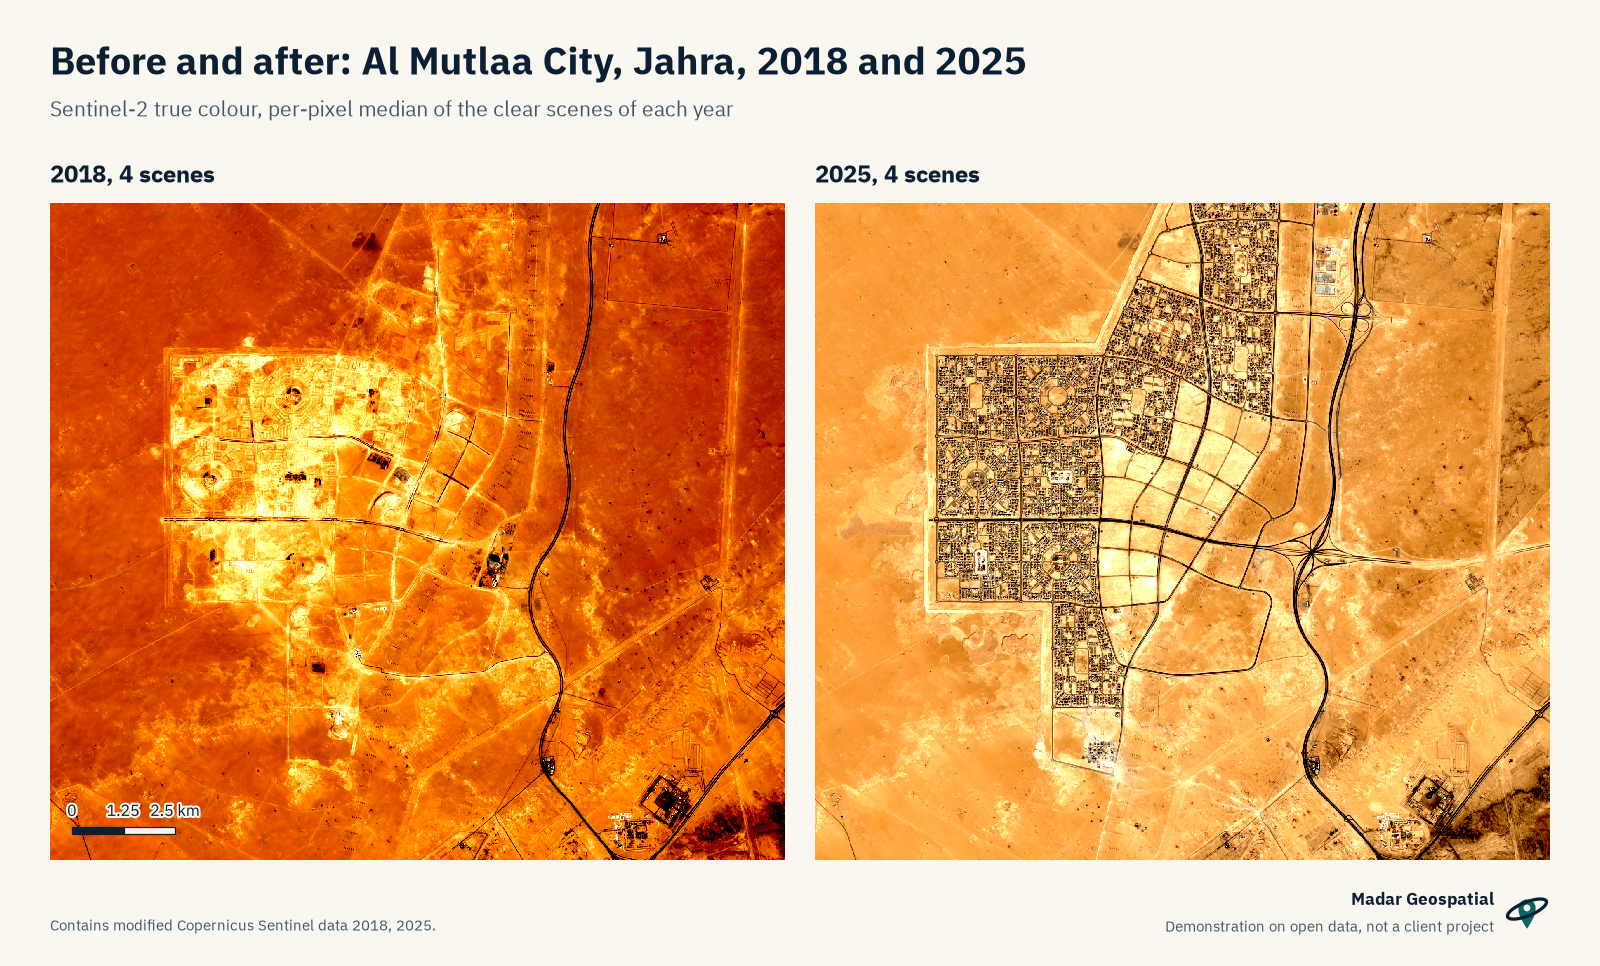 Before and after: Al Mutlaa City, Jahra, 2018 and 2025
Sentinel-2 true colour, per-pixel median of the clear scenes of each year
2018, 4 scenes
2025, 4 scenes
0 1.25 2.5 km
Contains modified Copernicus Sentinel data 2018, 2025.
Madar Geospatial
Demonstration on open data, not a client project